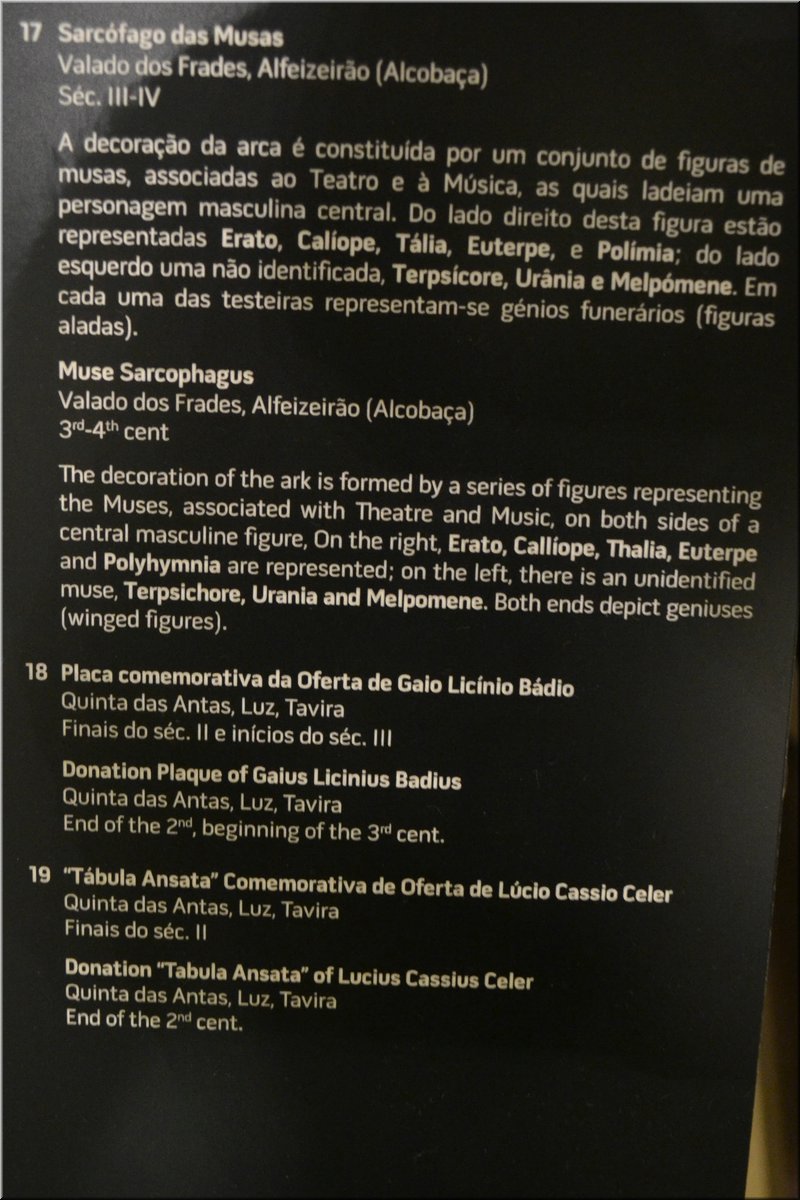 17 Sarcófago das Musas
Valado dos Frades, Alfeizeirão (Alcobaça)
Séc. III-IV
A decoração da arca é constituída por um conjunto de figuras de
musas, associadas ao Teatro e à Música, as quais ladeiam uma
personagem masculina central. Do lado direito desta figura estão
representadas Erato, Calíope, Tália, Euterpe, e Polímia; do lado
esquerdo uma não identificada, Terpsícore, Urânia e Melpómene. Em
cada uma das testeiras representam-se génios funerários (figuras
aladas).
Muse Sarcophagus
Valado dos Frades, Alfeizeirão (Alcobaça)
3rd-4th cent
The decoration of the ark is formed by a series of figures representing
the Muses, associated with Theatre and Music, on both sides of a
central masculine figure, On the right, Erato, Callíope, Thalia, Euterpe
and Polyhymnia are represented; on the left, there is an unidentified
muse, Terpsichore, Urania and Melpomene. Both ends depict geniuses
(winged figures).
18 Placa comemorativa da Oferta de Gaio Licínio Bádio
Quinta das Antas, Luz, Tavira
Finais do séc. II e inícios do séc. III
Donation Plaque of Gaius Licinius Badius
Quinta das Antas, Luz, Tavira
End of the 2nd, beginning of the 3rd cent.
19 "Tábula Ansata" Comemorativa de Oferta de Lúcio Cassio Celer
Quinta das Antas, Luz, Tavira
Finais do séc. II
Donation "Tabula Ansata" of Lucius Cassius Celer
Quinta das Antas, Luz, Tavira
End of the 2nd cent.